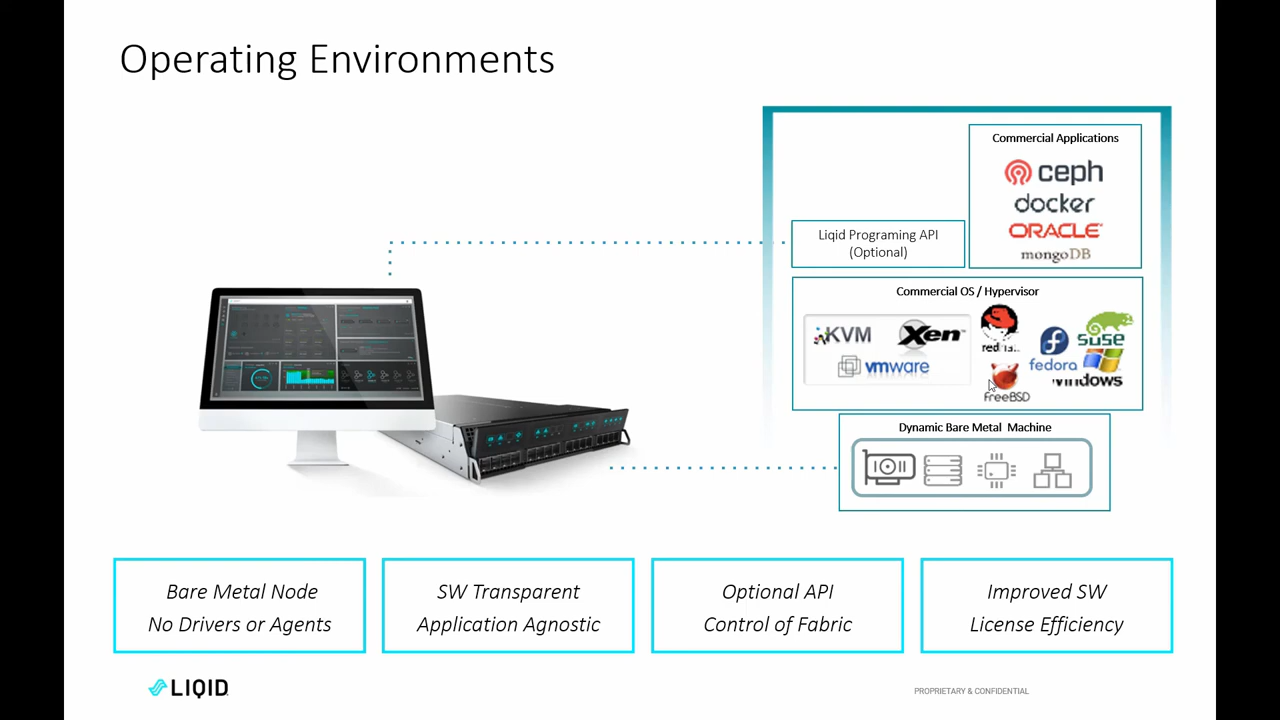 Operating Environments
Commercial Applications
ceph
docker
ORACLE
mongoDB
Liqid Programing API
(Optional)
Commercial OS / Hypervisor
KVM
Xen
vmware
fedora
SUSE
Windows
FreeBSD
Dynamic Bare Metal Machine
Bare Metal Node
No Drivers or Agents
SW Transparent
Application Agnostic
Optional API
Control of Fabric
Improved SW
License Efficiency
LIQID
PROPRIETARY & CONFIDENTIAL